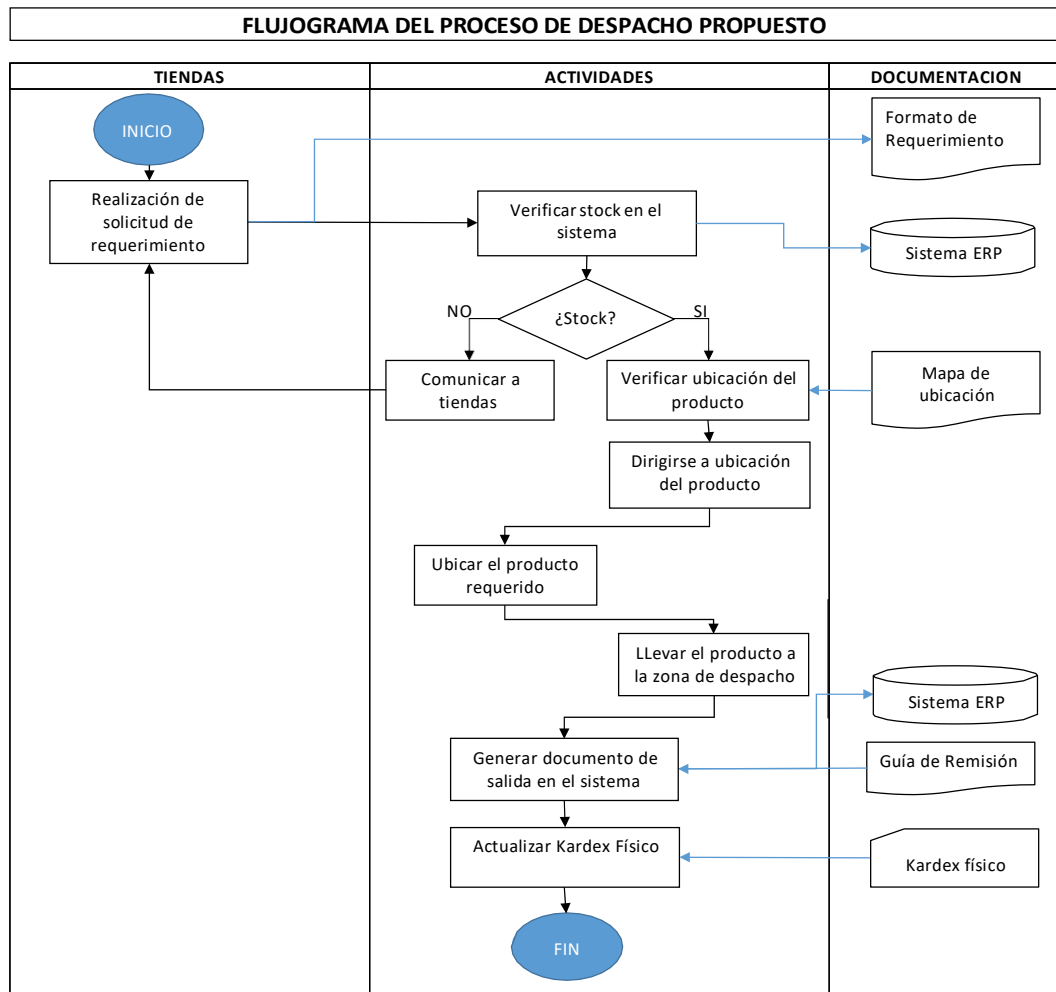 FLUJOGRAMA DEL PROCESO DE DESPACHO PROPUESTO
TIENDAS
ACTIVIDADES
DOCUMENTACION
INICIO
Formato de
Requerimiento
Realización de
solicitud de
requerimiento
Verificar stock en el
sistema
Sistema ERP
NO
¿Stock?
SI
Comunicar a
tiendas
Verificar ubicación del
producto
Mapa de
ubicación
Dirigirse a ubicación
del producto
Ubicar el producto
requerido
LLevar el producto a
la zona de despacho
Sistema ERP
Generar documento de
salida en el sistema
Guía de Remisión
Actualizar Kardex Físico
Kardex físico
FIN